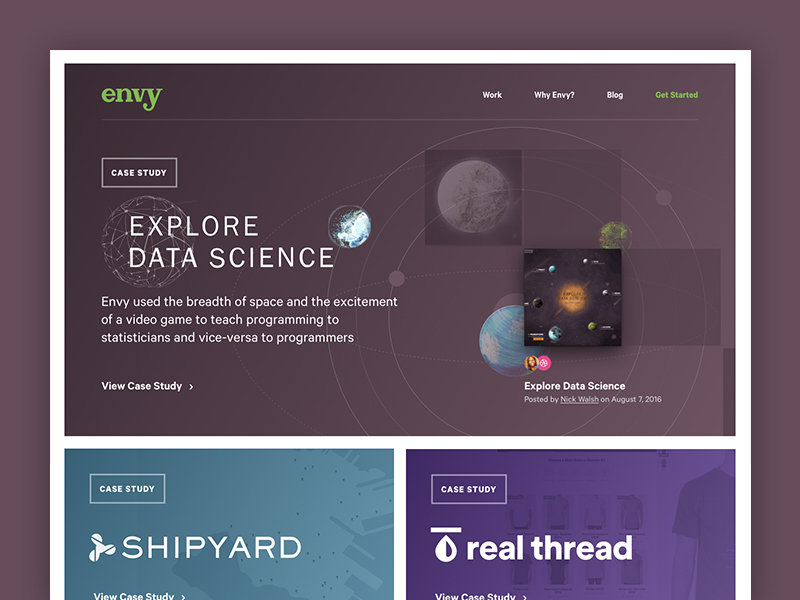 envy
Work Why Envy? Blog Get Started
CASE STUDY
EXPLORE
DATA SCIENCE
Envy used the breadth of space and the excitement
of a video game to teach programming to
statisticians and vice-versa to programmers
View Case Study
EXPLORE
DATA SCIENCE
Explore Data Science
Posted by Nick Walsh on August 7, 2016
CASE STUDY
SHIPYARD
View Case Study
CASE STUDY
real thread
View Case Study